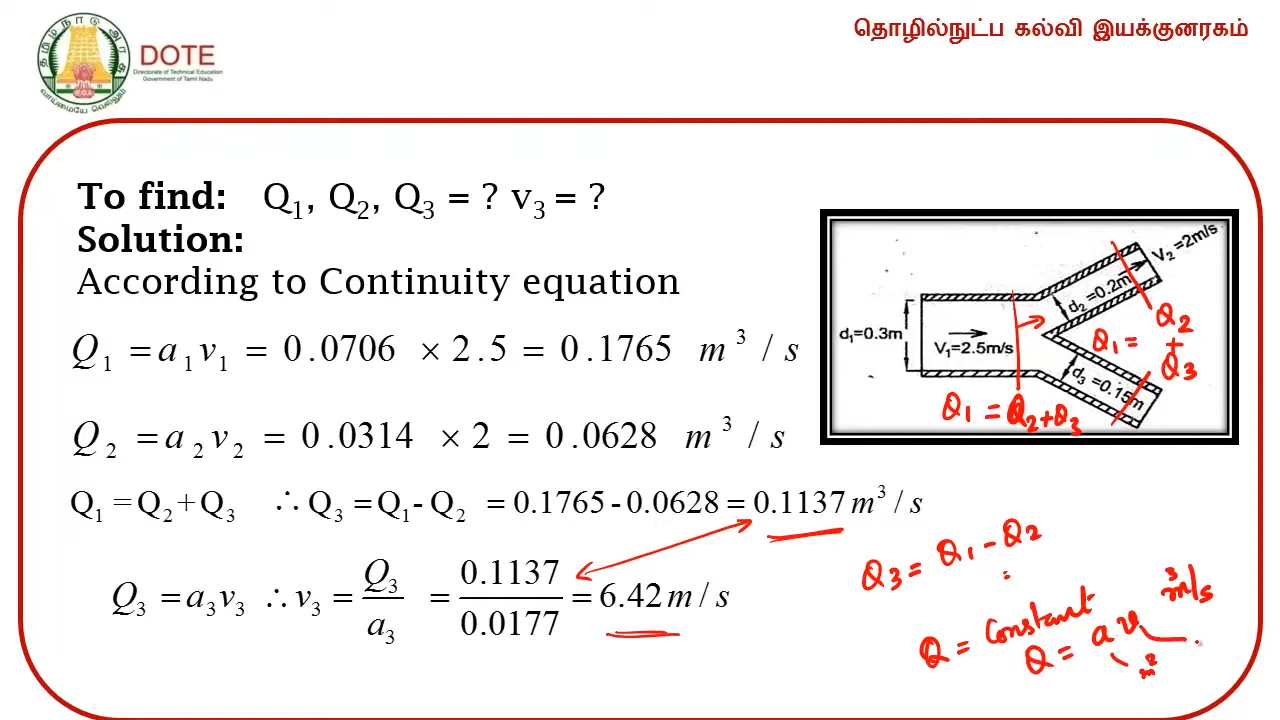 தமிழ்நாடு அரசு
வாய்மையே வெல்லும்
DOTE
Directorate of Technical Education
Government of Tamil Nadu
தொழில்நுட்ப கல்வி இயக்குனரகம்
To find: Q₁, Q₂, Q₃ = ? v₃ = ?
Solution:
According to Continuity equation
Q₁ = a₁v₁ = 0.0706 × 2.5 = 0.1765 m³/s
Q₂ = a₂v₂ = 0.0314 × 2 = 0.0628 m³/s
Q₁ = Q₂ + Q₃ ∴ Q₃ = Q₁ - Q₂ = 0.1765 - 0.0628 = 0.1137 m³/s
Q₃ = a₃v₃ ∴ v₃ = Q₃/a₃ = 0.1137/0.0177 = 6.42 m/s
V₂=2m/s
d₂=0.2m
d₁=0.3m
V₁=2.5m/s
d₃=0.15m
Q₁ = Q₂ + Q₃
Q₁ = Q₂ + Q₃
Q₃ = Q₁ - Q₂
Q = Constant
m³/s
Q = a v
m²